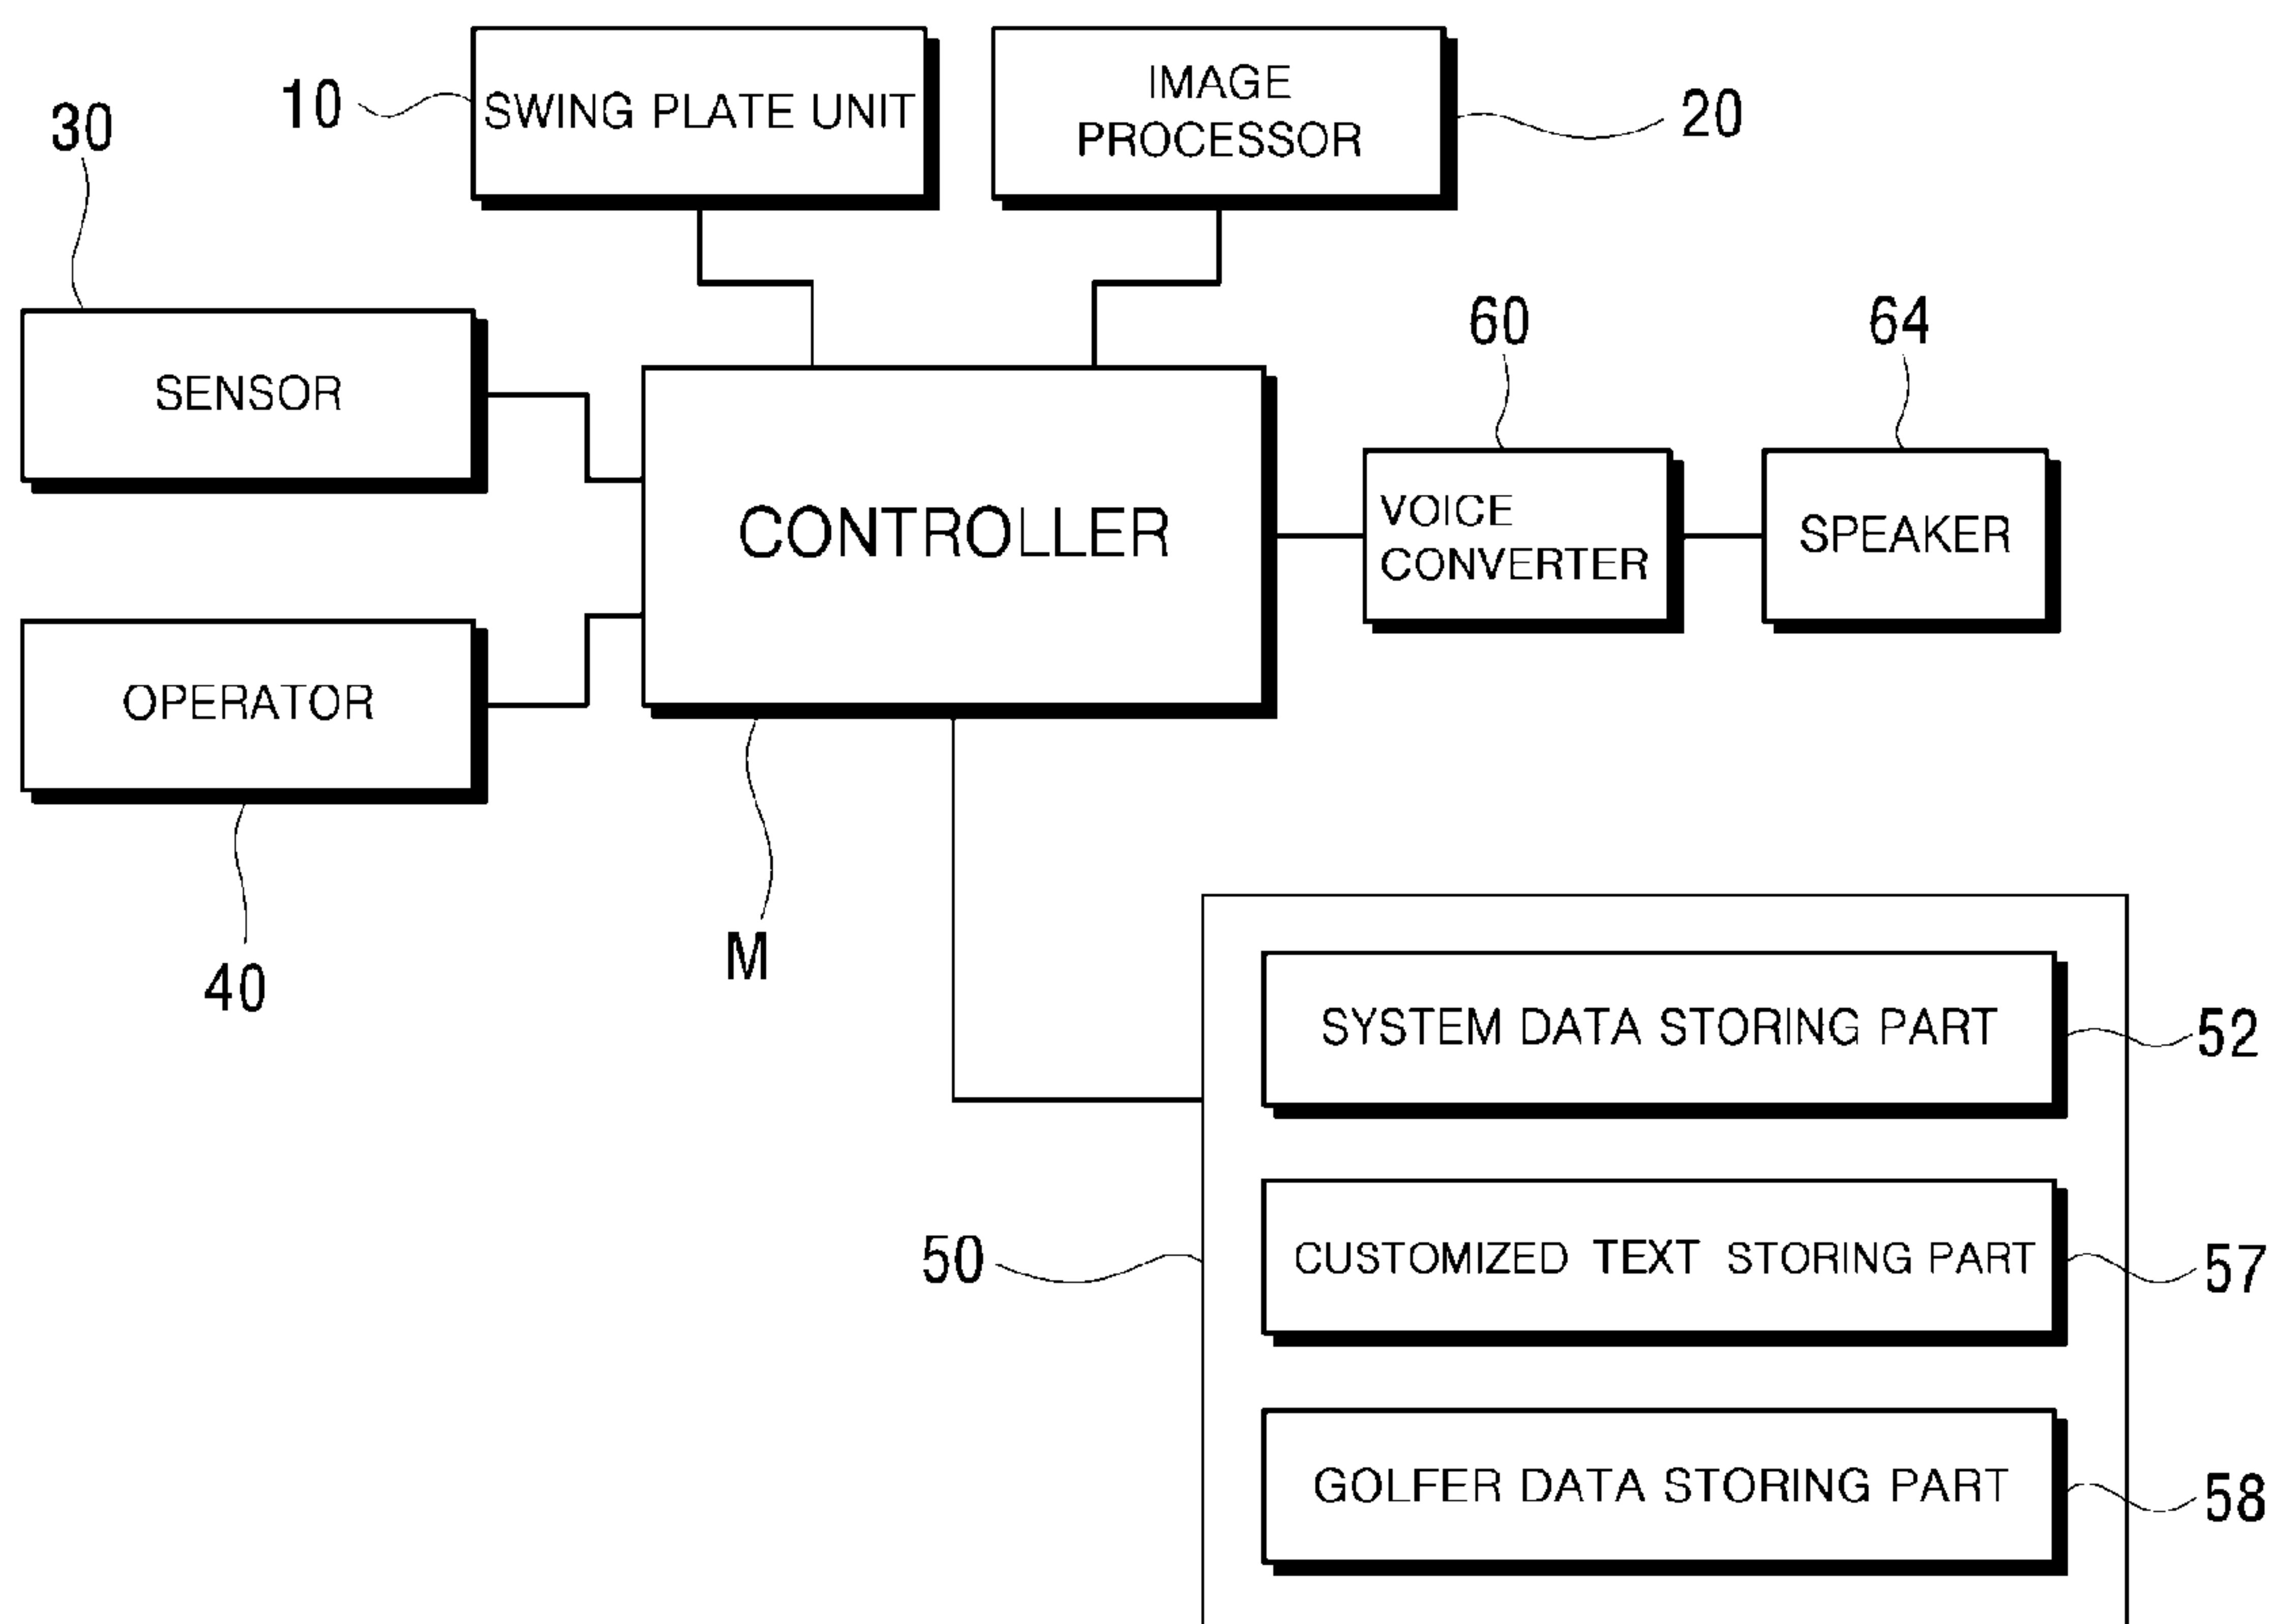 10
SWING PLATE UNIT
IMAGE
PROCESSOR
20
30
SENSOR
60
64
CONTROLLER
VOICE
CONVERTER
SPEAKER
OPERATOR
40
M
SYSTEM DATA STORING PART
52
50
CUSTOMIZED TEXT STORING PART
57
GOLFER DATA STORING PART
58